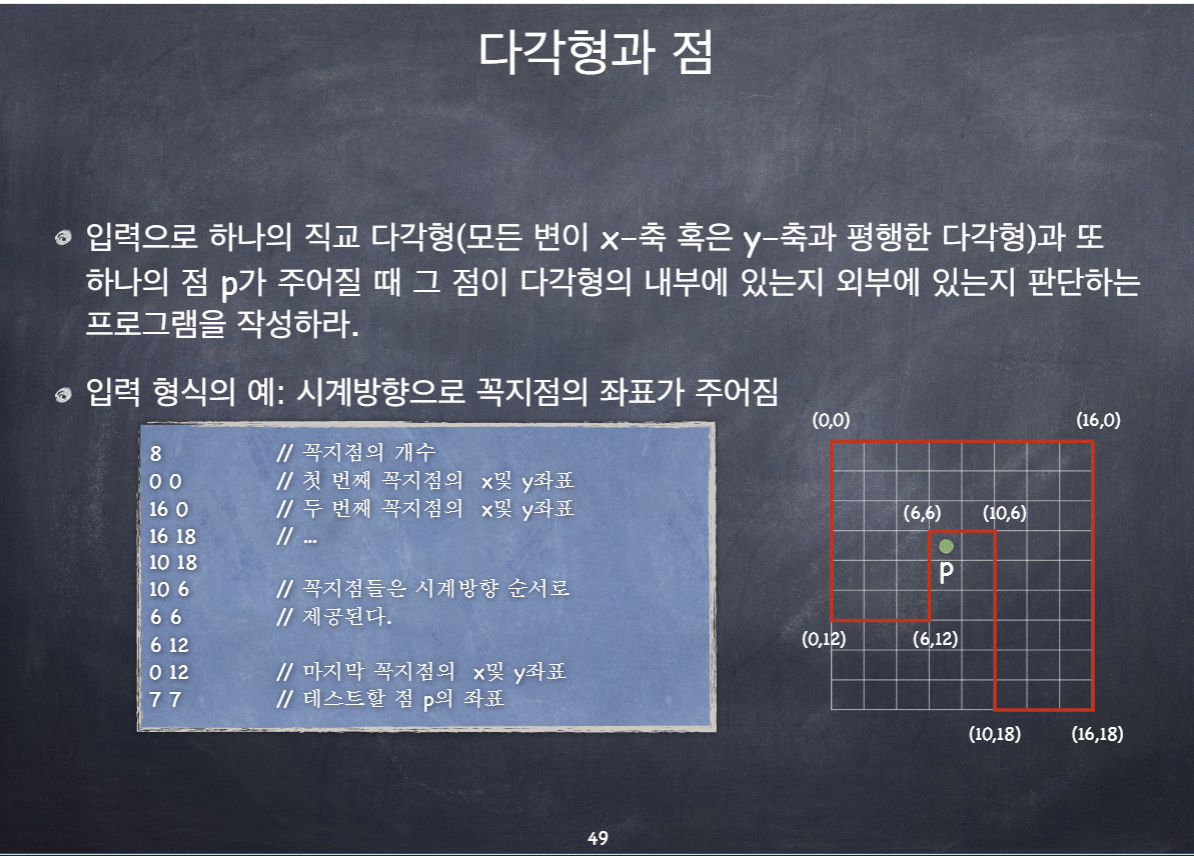 다각형과 점
입력으로 하나의 직교 다각형(모든 변이 x-축 혹은 y-축과 평행한 다각형)과 또
하나의 점 p가 주어질 때 그 점이 다각형의 내부에 있는지 외부에 있는지 판단하는
프로그램을 작성하라.
입력 형식의 예: 시계방향으로 꼭지점의 좌표가 주어짐
8 // 꼭지점의 개수
0 0 // 첫 번째 꼭지점의 x및 y좌표
16 0 // 두 번째 꼭지점의 x및 y좌표
16 18 // ...
10 18
10 6 // 꼭지점들은 시계방향 순서로
6 6 // 제공된다.
6 12
0 12 // 마지막 꼭지점의 x및 y좌표
7 7 // 테스트할 점 p의 좌표
(0,0) (16,0)
(6,6) (10,6)
p
(0,12) (6,12)
(10,18) (16,18)
49